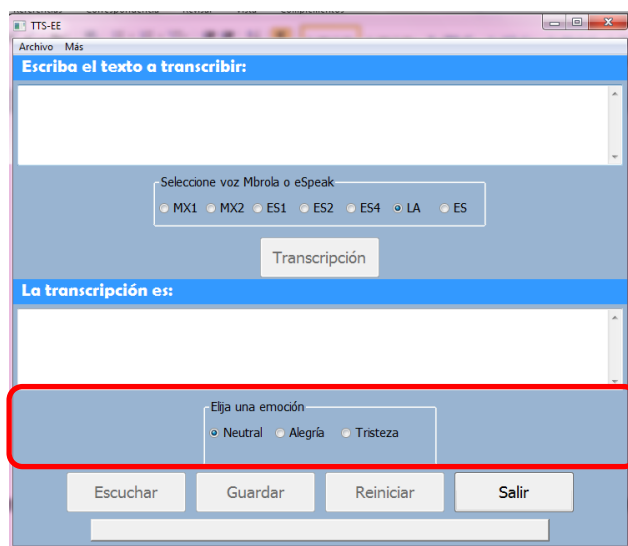 TTS-EE
Archivo Más
Escriba el texto a transcribir:
Seleccione voz Mbrola o eSpeak
MX1 MX2 ES1 ES2 ES4 LA ES
Transcripción
La transcripción es:
Elija una emoción
Neutral Alegría Tristeza
Escuchar Guardar Reiniciar Salir